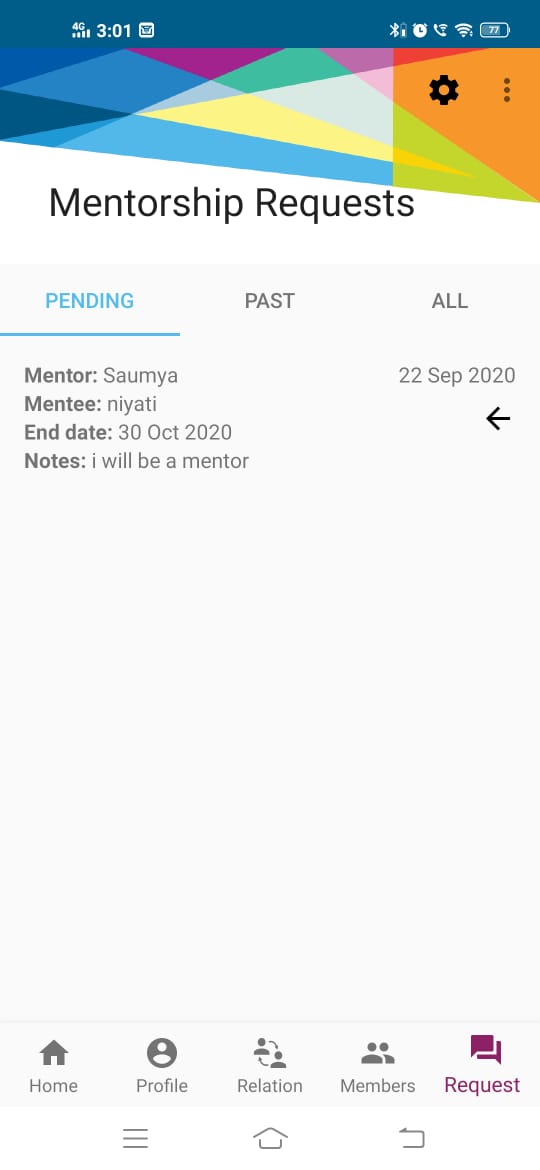 4G 3:01 77
Mentorship Requests
PENDING PAST ALL
Mentor: Saumya 22 Sep 2020
Mentee: niyati
End date: 30 Oct 2020
Notes: i will be a mentor
Home Profile Relation Members Request